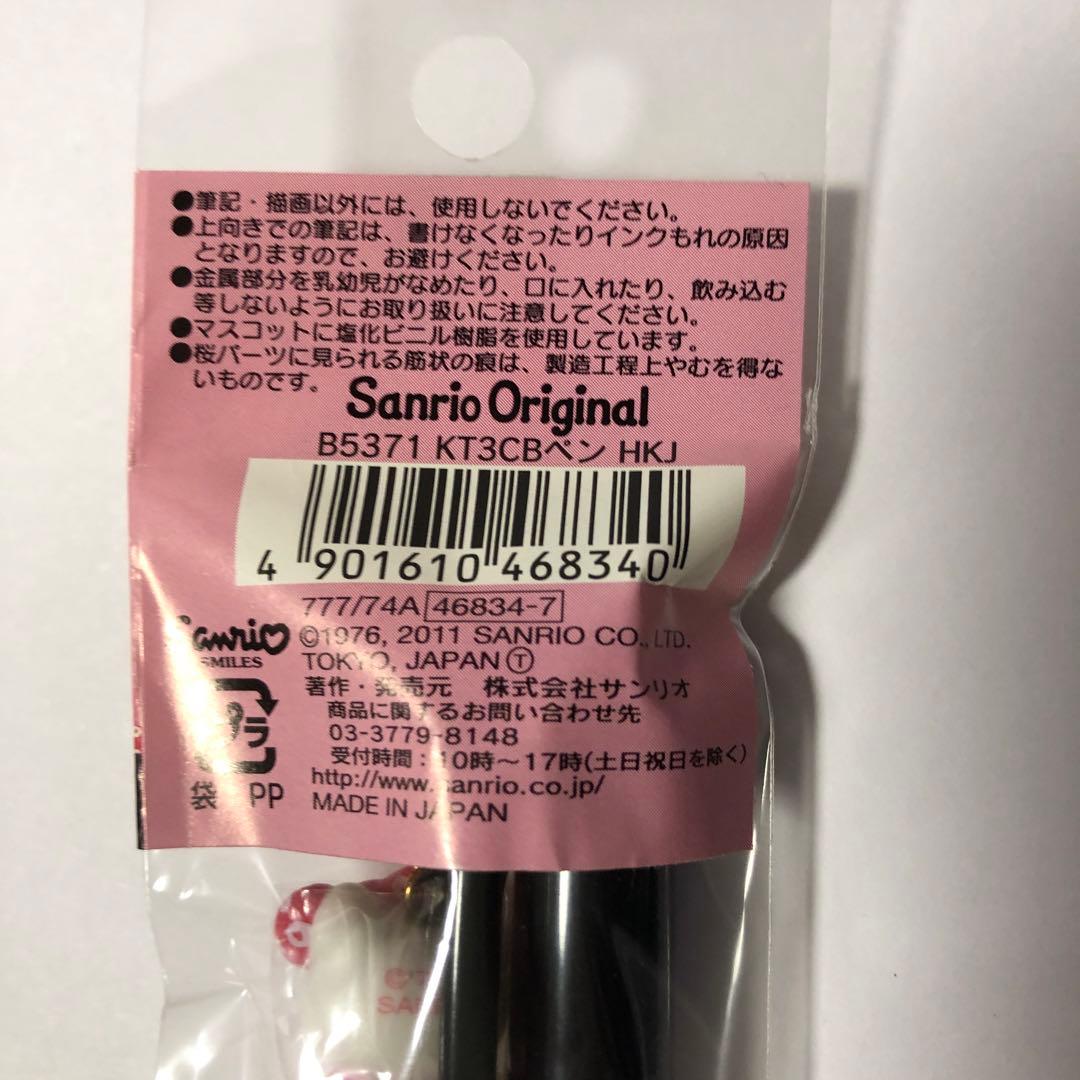 ●筆記・描画以外には、使用しないでください。
●上向きでの筆記は、書けなくなったりインクもれの原因
となりますので、お避けください。
●金属部分を乳幼児がなめたり、口に入れたり、飲み込む
等しないようにお取り扱いに注意してください。
●マスコットに塩化ビニル樹脂を使用しています。
●桜パーツに見られる筋状の痕は、製造工程上やむを得な
いものです。
Sanrio Original
B5371 KT3CBペン HKJ
4 901610 468340
777/74A 46834-7
Sanrio
SMILES
©1976, 2011 SANRIO CO., LTD.
TOKYO, JAPAN Ⓣ
著作・発売元 株式会社サンリオ
商品に関するお問い合わせ先
03-3779-8148
受付時間：10時～17時(土日祝日を除く)
http://www.sanrio.co.jp/
MADE IN JAPAN
プラ
袋 PP